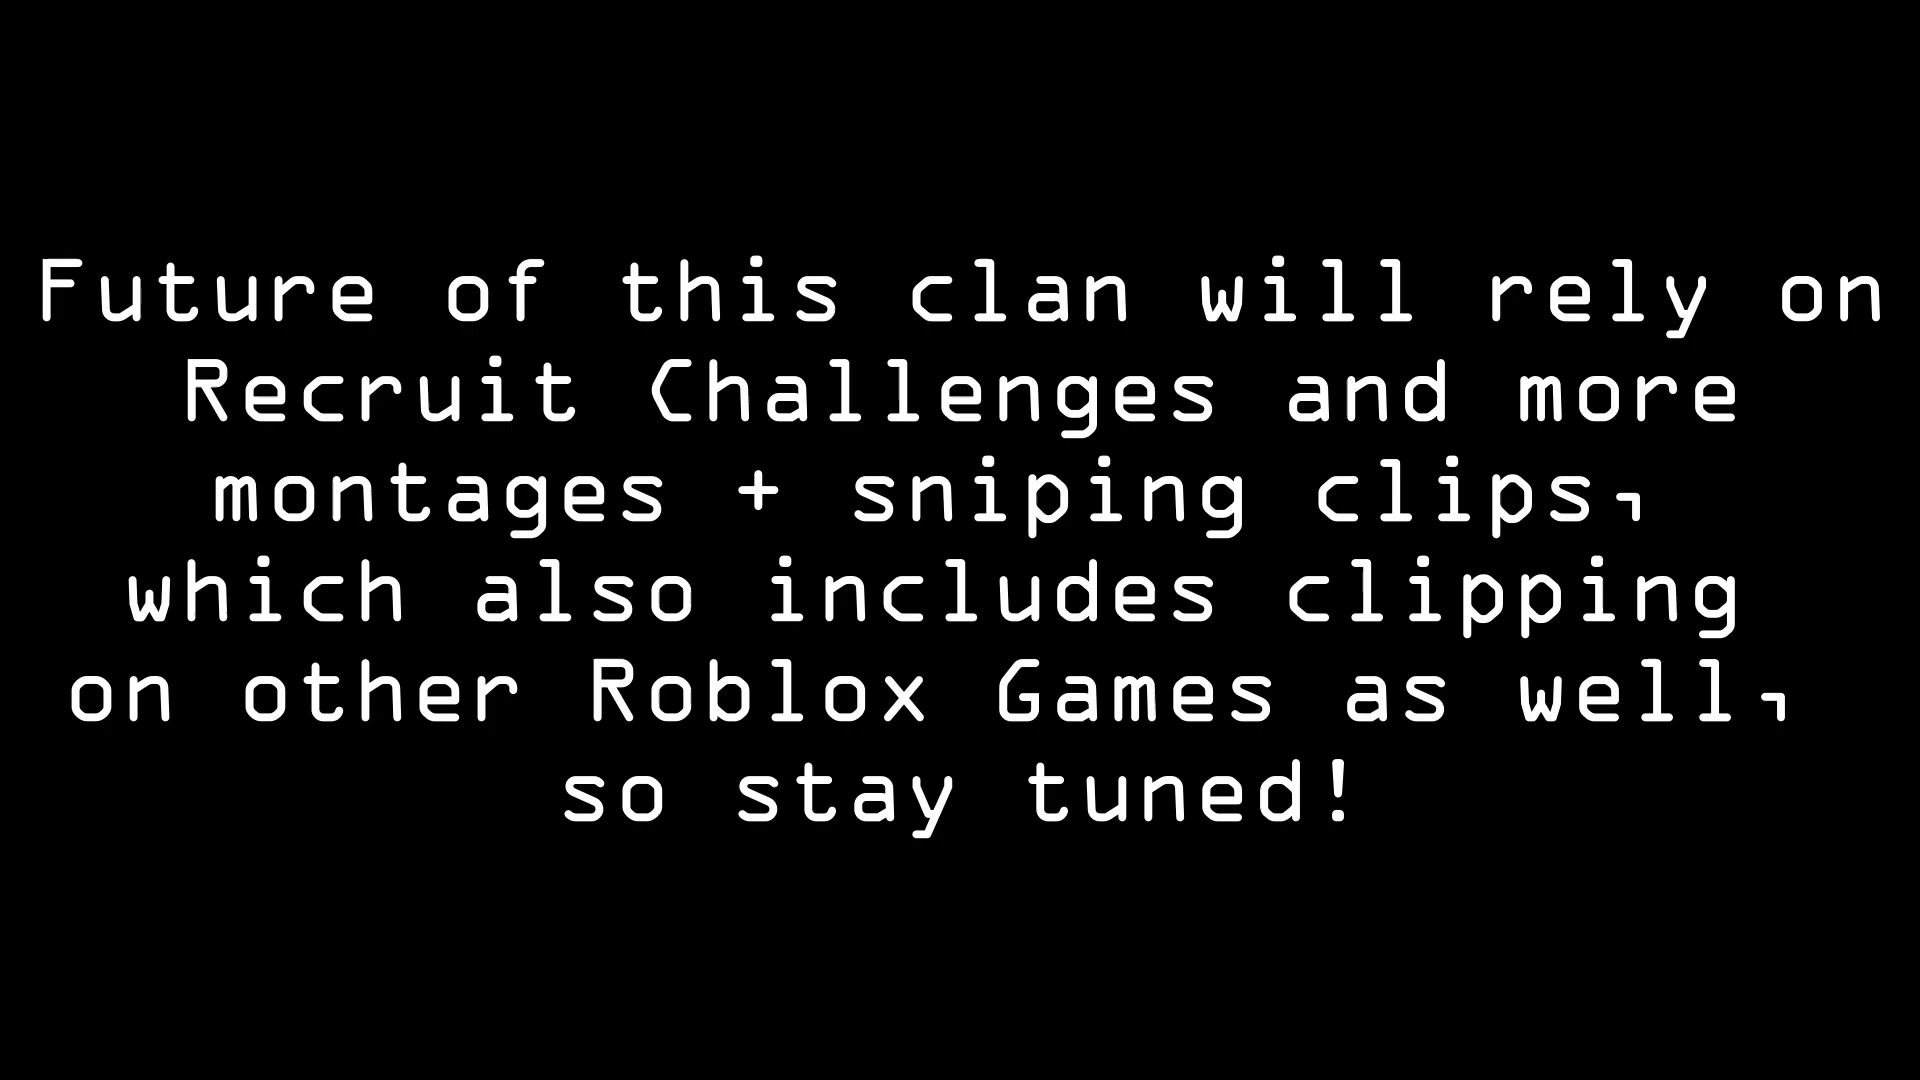 Future of this clan will rely on
Recruit Challenges and more
montages + sniping clips,
which also includes clipping
on other Roblox Games as well,
so stay tuned!